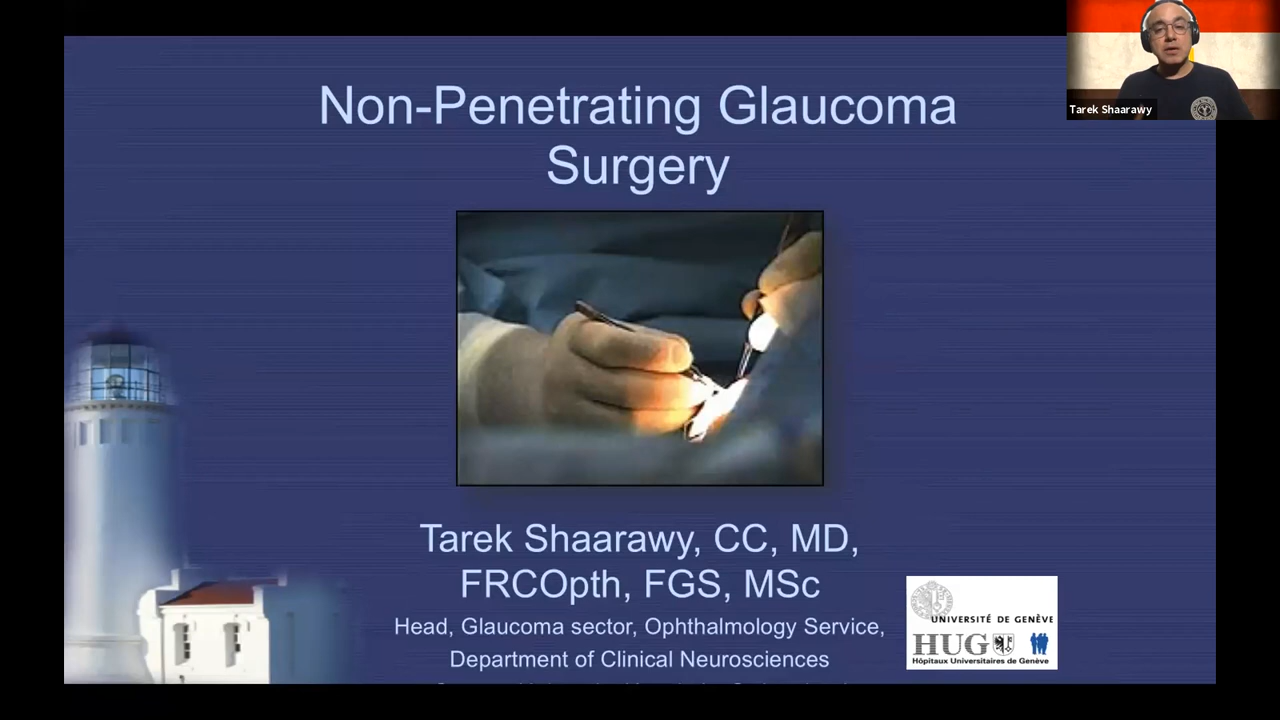 Tarek Shaarawy
Non-Penetrating Glaucoma
Surgery
Tarek Shaarawy, CC, MD,
FRCOpth, FGS, MSc
Head, Glaucoma sector, Ophthalmology Service,
Department of Clinical Neurosciences
UNIVERSITÉ DE GENÈVE
HUG
Hôpitaux Universitaires de Genève